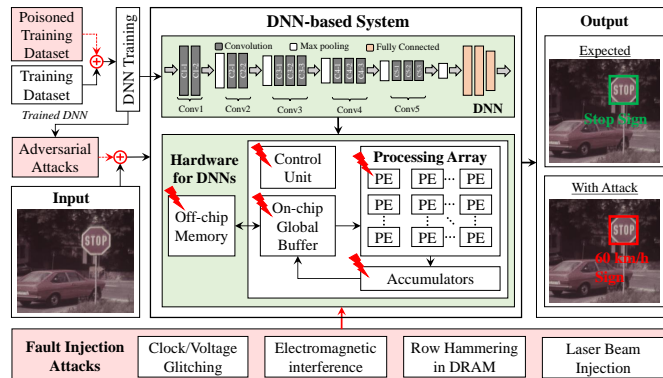 Poisoned
Training
Dataset
Training
Dataset
Trained DNN
DNN Training
Adversarial
Attacks
Input
STOP
DNN-based System
Convolution
Max pooling
Fully Connected
Conv1
Conv2
Conv3
Conv4
Conv5
DNN
Hardware
for DNNs
Off-chip
Memory
Control
Unit
On-chip
Global
Buffer
Processing Array
PE PE ··· PE
PE PE ··· PE
PE PE ··· PE
Accumulators
Output
Expected
STOP
Stop Sign
With Attack
STOP
60 km/h
Sign
Fault Injection
Attacks
Clock/Voltage
Glitching
Electromagnetic
interference
Row Hammering
in DRAM
Laser Beam
Injection